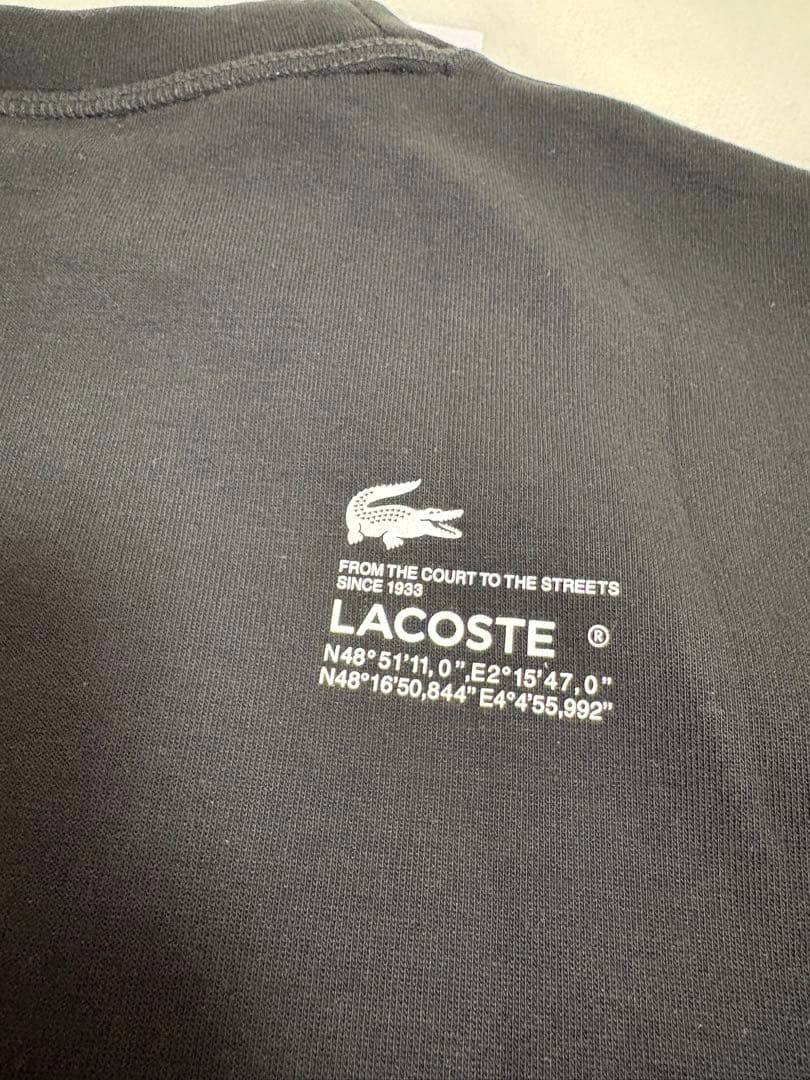 FROM THE COURT TO THE STREETS
SINCE 1933
LACOSTE ®
N48°51'11,0",E2°15'47,0"
N48°16'50,844" E4°4'55,992"